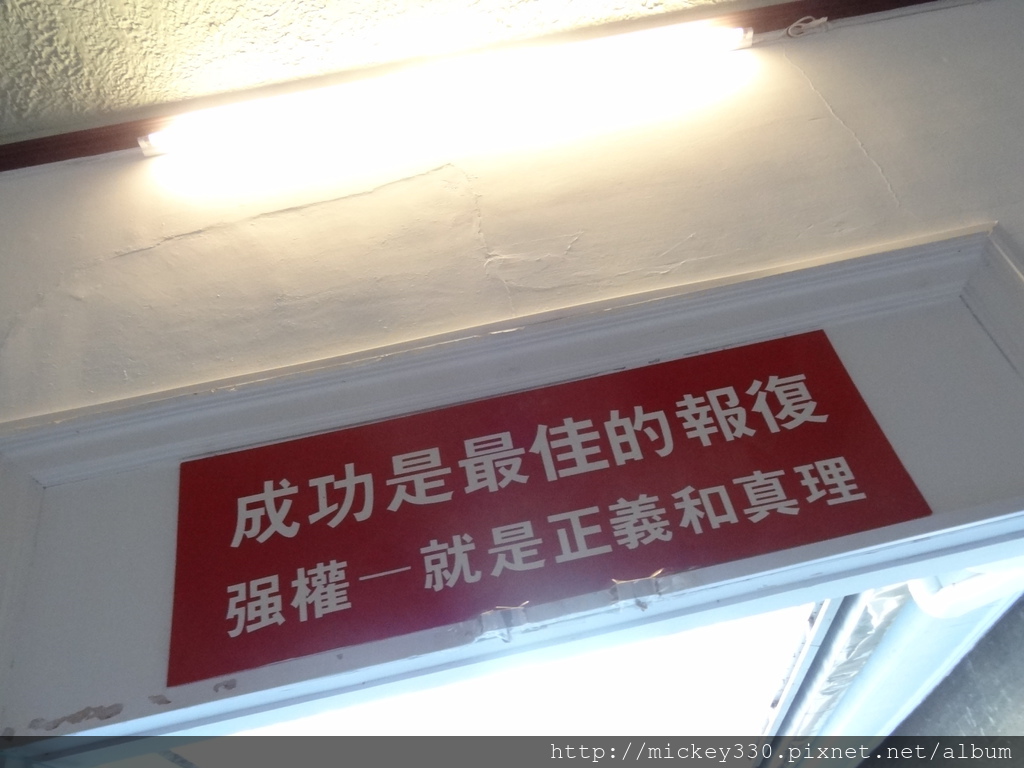 成功是最佳的報復
强權—就是正義和真理
http://mickey330.pixnet.net/album